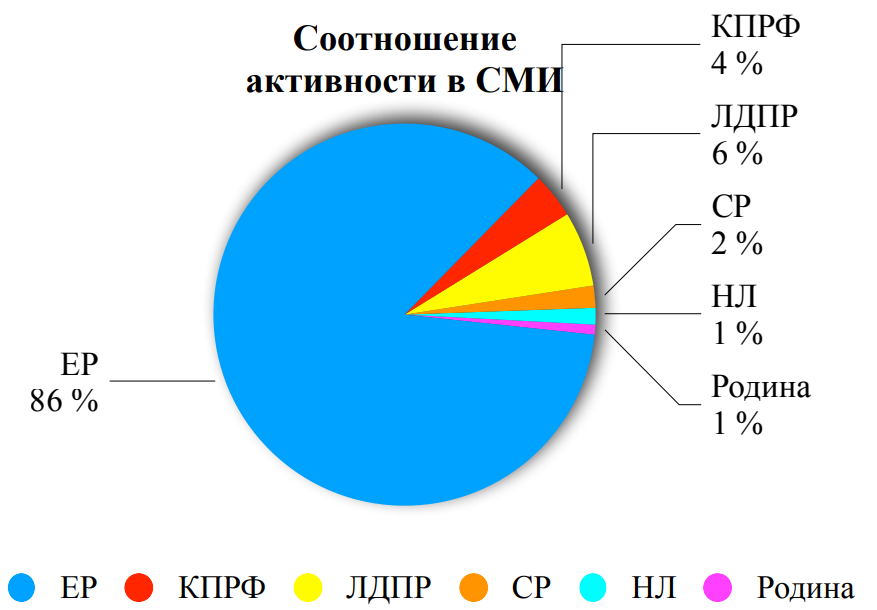 Соотношение
активности в СМИ
КПРФ
4 %
ЛДПР
6 %
СР
2 %
НЛ
1 %
Родина
1 %
ЕР
86 %
ЕР КПРФ ЛДПР СР НЛ Родина